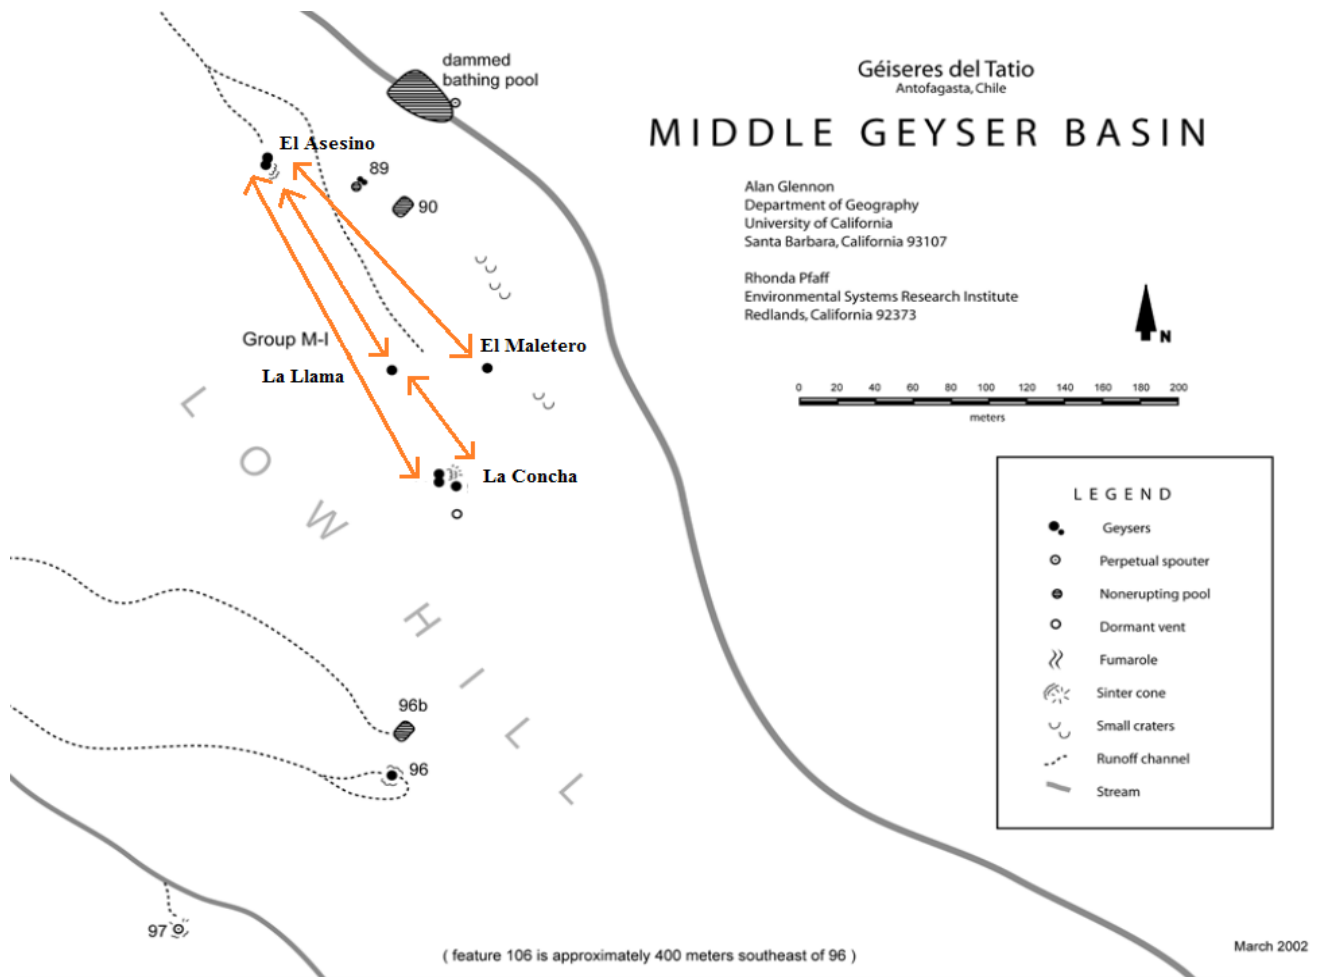 dammed
bathing pool
Géiseres del Tatio
Antofagasta, Chile
MIDDLE GEYSER BASIN
El Asesino
89
90
Alan Glennon
Department of Geography
University of California
Santa Barbara, California 93107
Rhonda Pfaff
Environmental Systems Research Institute
Redlands, California 92373
N
Group M-I
El Maletero
La Llama
0 20 40 60 80 100 120 140 160 180 200
meters
La Concha
LOW HILL
LEGEND
Geysers
Perpetual spouter
Nonerupting pool
Dormant vent
Fumarole
Sinter cone
Small craters
Runoff channel
Stream
96b
96
97
( feature 106 is approximately 400 meters southeast of 96 )
March 2002